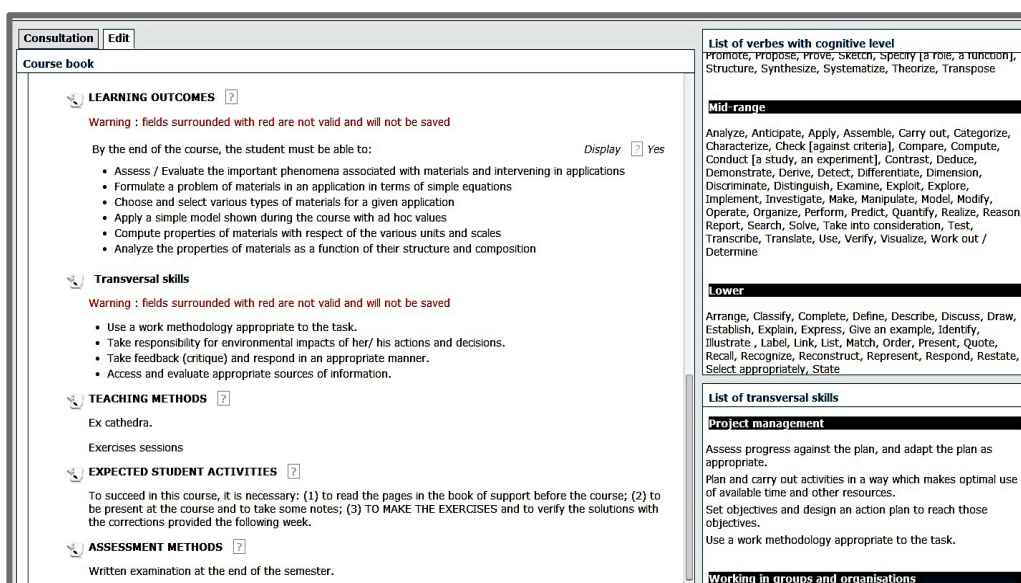 Consultation
Edit
Course book
LEARNING OUTCOMES ?
Warning : fields surrounded with red are not valid and will not be saved
By the end of the course, the student must be able to:
Display ? Yes
• Assess / Evaluate the important phenomena associated with materials and intervening in applications
• Formulate a problem of materials in an application in terms of simple equations
• Choose and select various types of materials for a given application
• Apply a simple model shown during the course with ad hoc values
• Compute properties of materials with respect of the various units and scales
• Analyze the properties of materials as a function of their structure and composition
Transversal skills
Warning : fields surrounded with red are not valid and will not be saved
• Use a work methodology appropriate to the task.
• Take responsibility for environmental impacts of her/ his actions and decisions.
• Take feedback (critique) and respond in an appropriate manner.
• Access and evaluate appropriate sources of information.
TEACHING METHODS ?
Ex cathedra.
Exercises sessions
EXPECTED STUDENT ACTIVITIES ?
To succeed in this course, it is necessary: (1) to read the pages in the book of support before the course; (2) to
be present at the course and to take some notes; (3) TO MAKE THE EXERCISES and to verify the solutions with
the corrections provided the following week.
ASSESSMENT METHODS ?
Written examination at the end of the semester.
List of verbes with cognitive level
Promote, Propose, Prove, Sketch, Specify [a role, a function],
Structure, Synthesize, Systematize, Theorize, Transpose
Mid-range
Analyze, Anticipate, Apply, Assemble, Carry out, Categorize,
Characterize, Check [against criteria], Compare, Compute,
Conduct [a study, an experiment], Contrast, Deduce,
Demonstrate, Derive, Detect, Differentiate, Dimension,
Discriminate, Distinguish, Examine, Exploit, Explore,
Implement, Investigate, Make, Manipulate, Model, Modify,
Operate, Organize, Perform, Predict, Quantify, Realize, Reason,
Report, Search, Solve, Take into consideration, Test,
Transcribe, Translate, Use, Verify, Visualize, Work out /
Determine
Lower
Arrange, Classify, Complete, Define, Describe, Discuss, Draw,
Establish, Explain, Express, Give an example, Identify,
Illustrate , Label, Link, List, Match, Order, Present, Quote,
Recall, Recognize, Reconstruct, Represent, Respond, Restate,
Select appropriately, State
List of transversal skills
Project management
Assess progress against the plan, and adapt the plan as
appropriate.
Plan and carry out activities in a way which makes optimal use
of available time and other resources.
Set objectives and design an action plan to reach those
objectives.
Use a work methodology appropriate to the task.
Working in groups and organisations